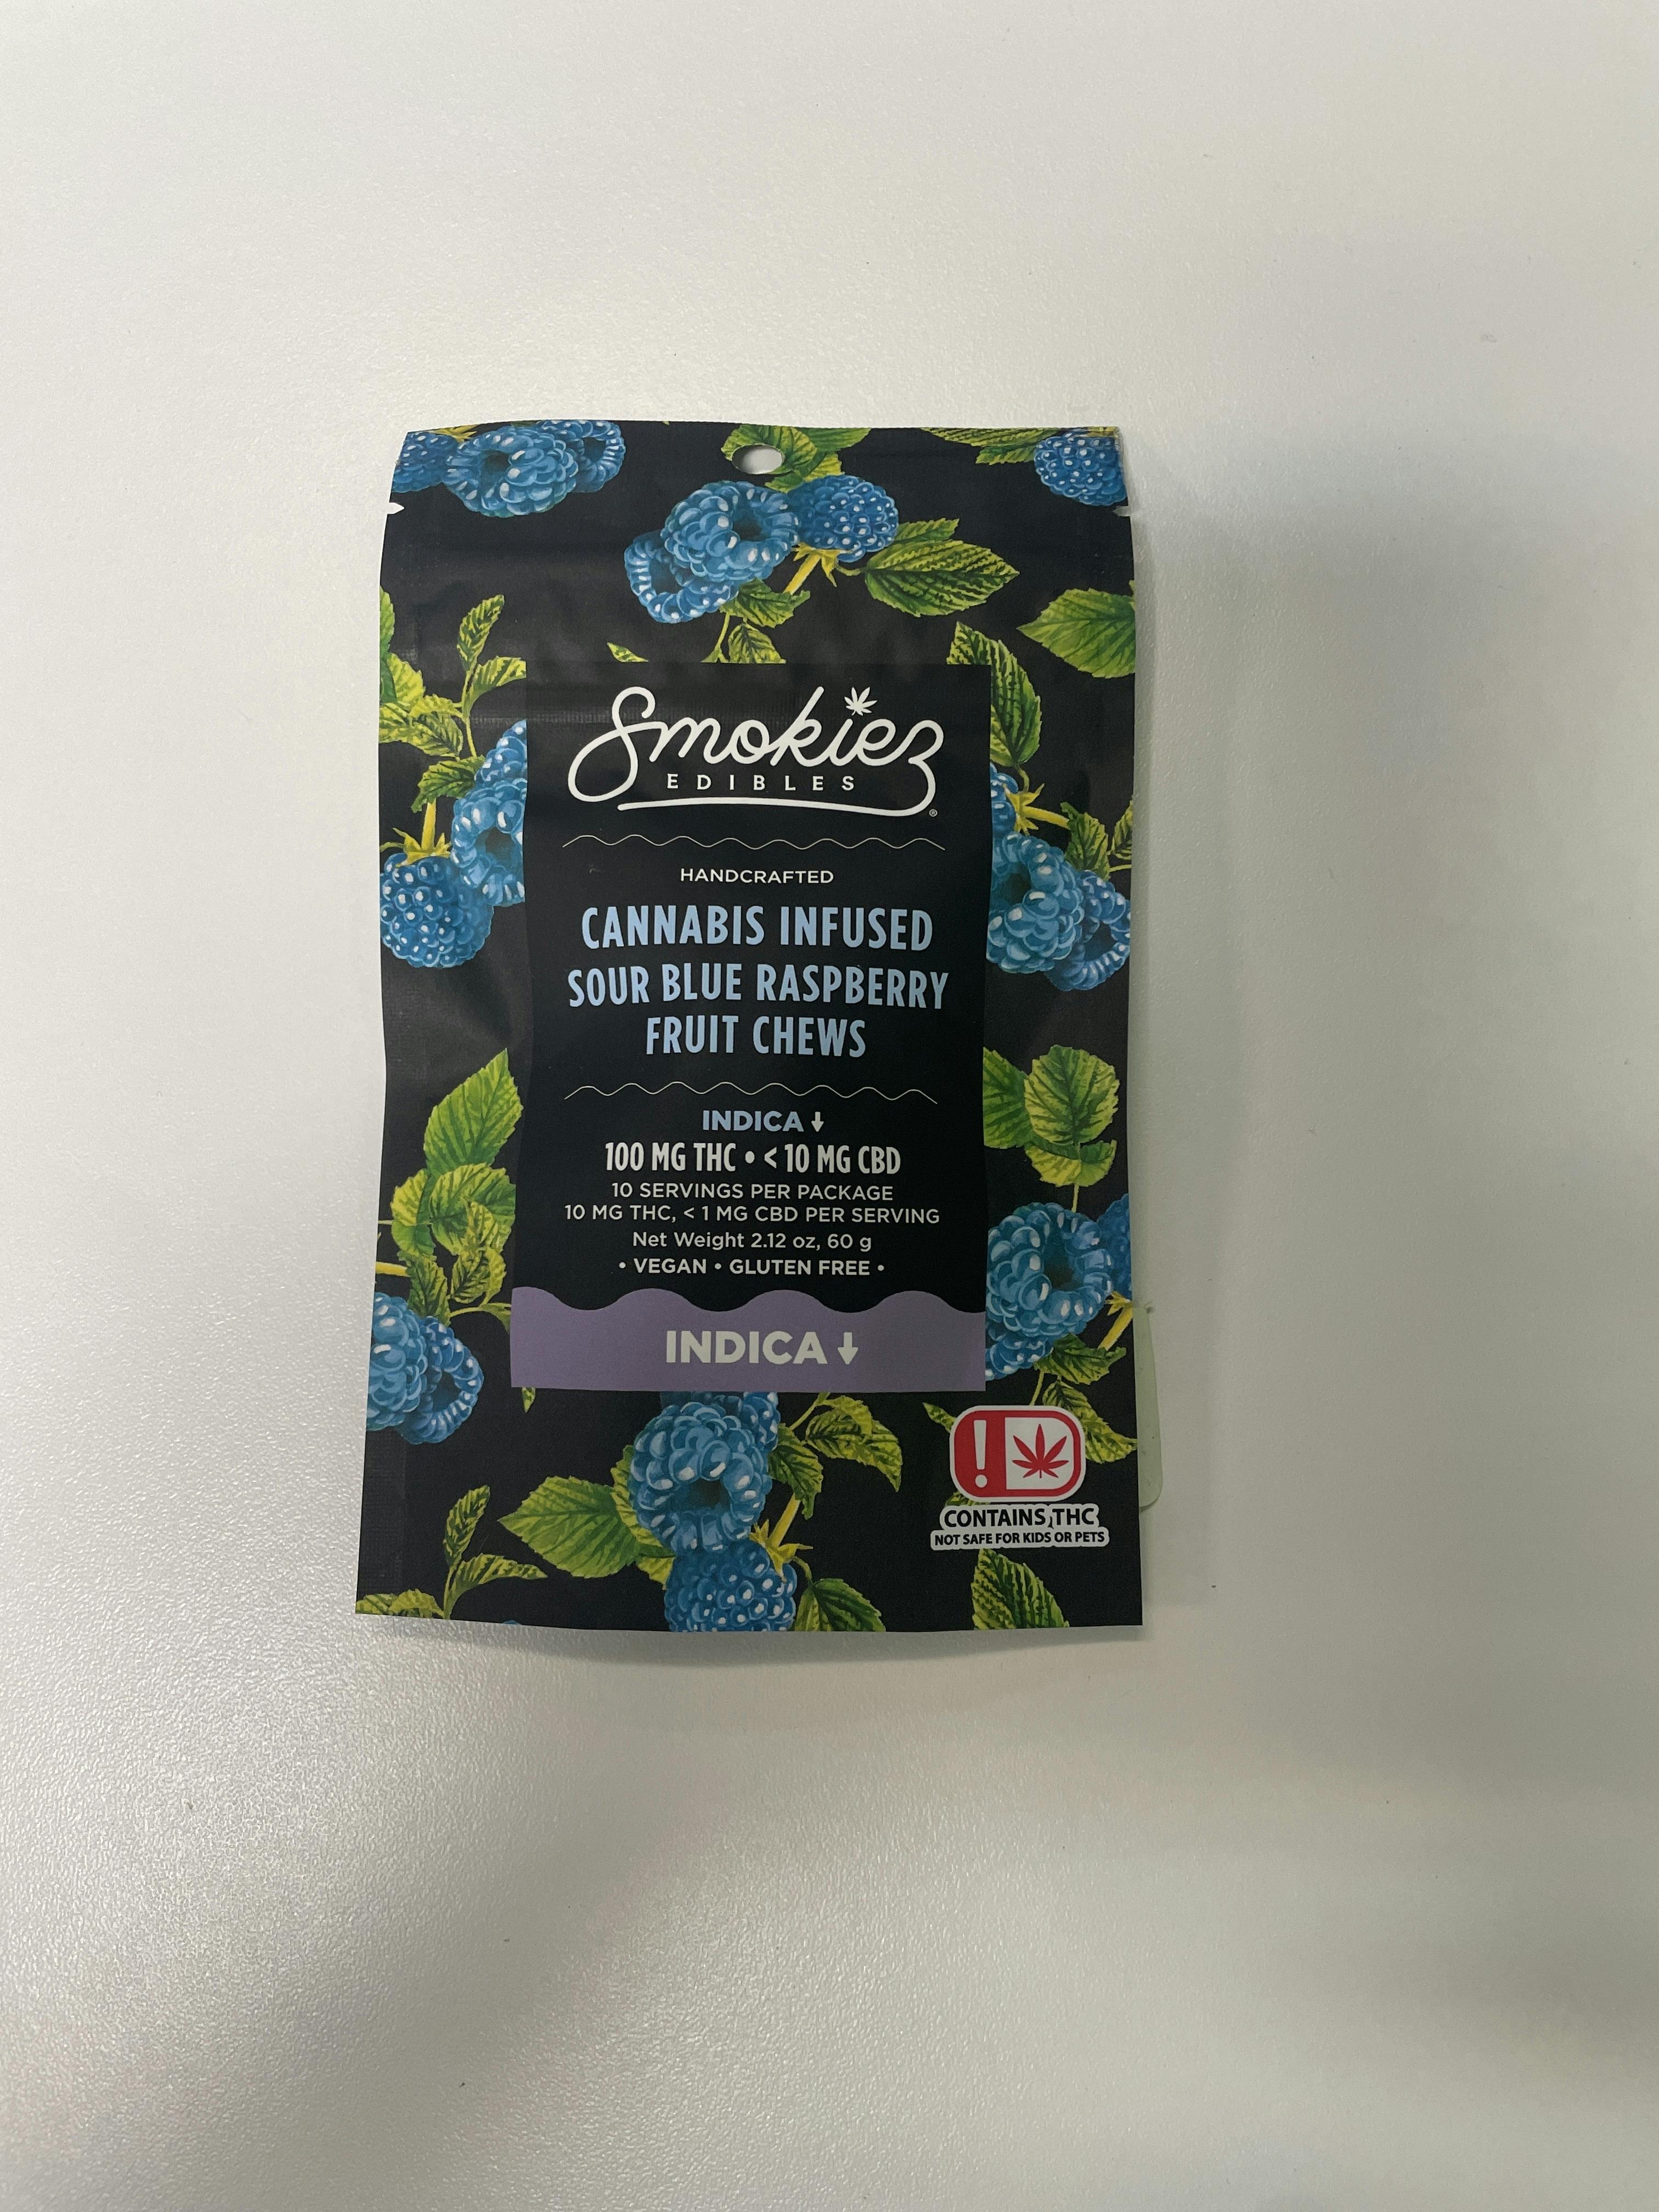 Smokiez
EDIBLES
®
HANDCRAFTED
CANNABIS INFUSED
SOUR BLUE RASPBERRY
FRUIT CHEWS
INDICA ↓
100 MG THC • < 10 MG CBD
10 SERVINGS PER PACKAGE
10 MG THC, < 1 MG CBD PER SERVING
Net Weight 2.12 oz, 60 g
• VEGAN • GLUTEN FREE •
INDICA ↓
!
CONTAINS THC
NOT SAFE FOR KIDS OR PETS